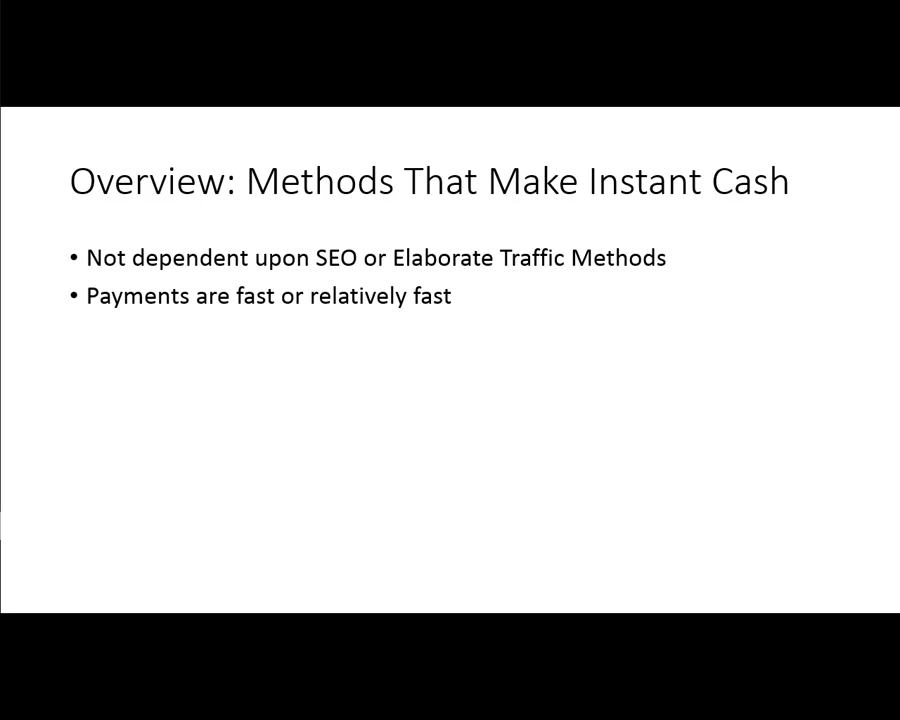 Overview: Methods That Make Instant Cash
• Not dependent upon SEO or Elaborate Traffic Methods
• Payments are fast or relatively fast